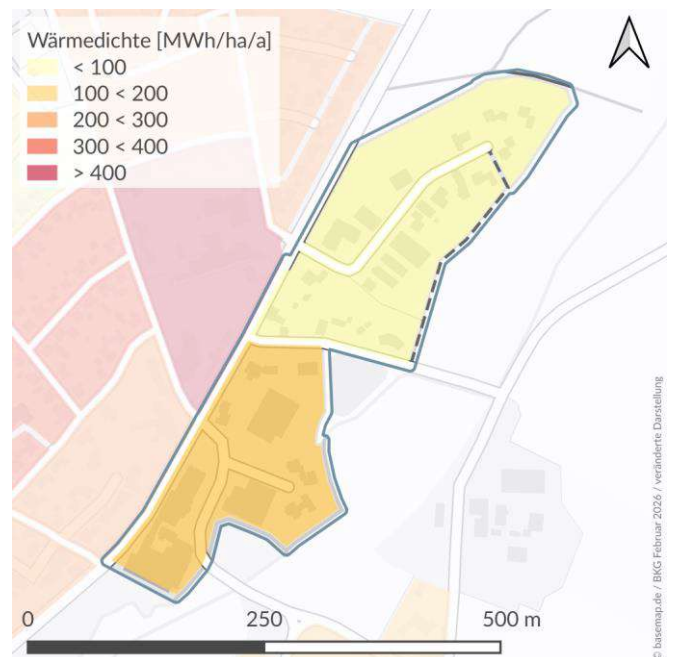 Wärmedichte [MWh/ha/a]
< 100
100 < 200
200 < 300
300 < 400
> 400
© basemap.de / BKG Februar 2026 / veränderte Darstellung
0 250 500 m